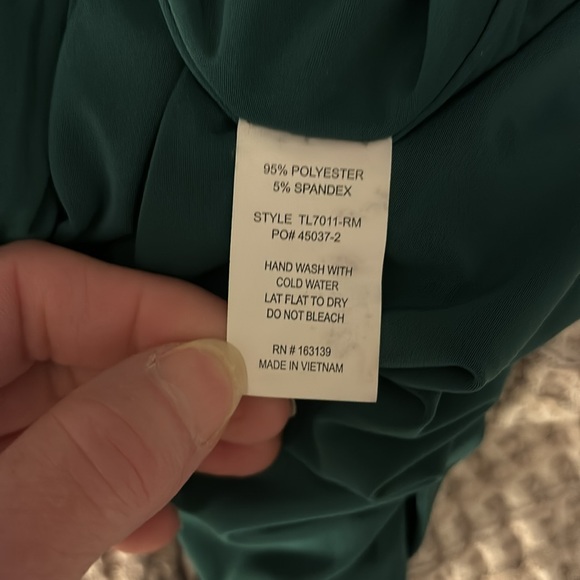 95% POLYESTER
5% SPANDEX
STYLE TL7011-RM
PO# 45037-2
HAND WASH WITH
COLD WATER
LAT FLAT TO DRY
DO NOT BLEACH
RN # 163139
MADE IN VIETNAM